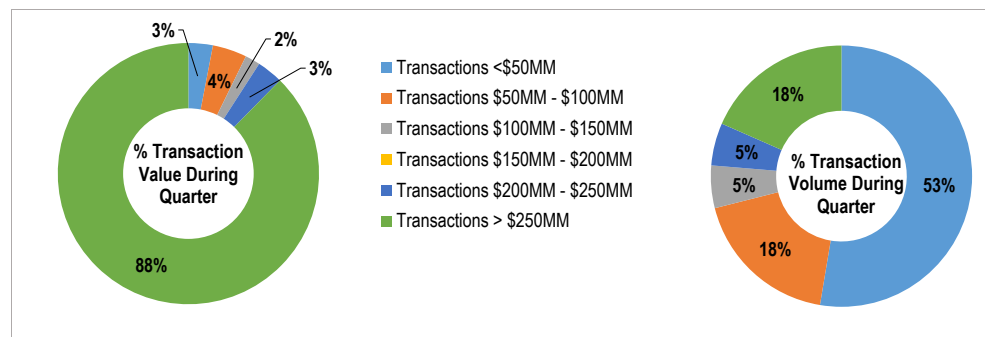 3%
4%
2%
3%
88%
% Transaction
Value During
Quarter
Transactions <$50MM
Transactions $50MM - $100MM
Transactions $100MM - $150MM
Transactions $150MM - $200MM
Transactions $200MM - $250MM
Transactions > $250MM
18%
5%
5%
18%
53%
% Transaction
Volume During
Quarter